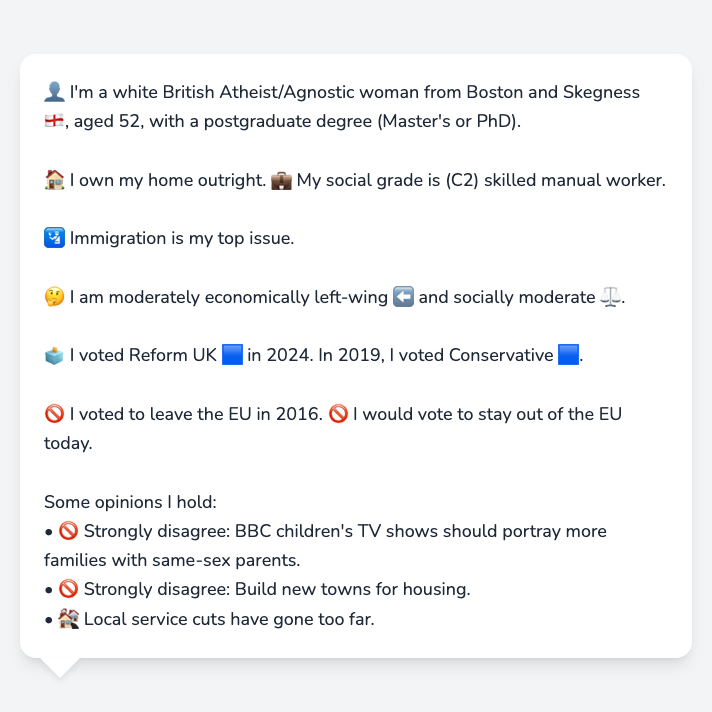 👤 I'm a white British Atheist/Agnostic woman from Boston and Skegness
🏴󠁧󠁢󠁥󠁮󠁧󠁿, aged 52, with a postgraduate degree (Master's or PhD).
🏠 I own my home outright. 💼 My social grade is (C2) skilled manual worker.
🛂 Immigration is my top issue.
🤔 I am moderately economically left-wing ⬅️ and socially moderate ⚖️.
🗳️ I voted Reform UK 🟦 in 2024. In 2019, I voted Conservative 🟦.
🚫 I voted to leave the EU in 2016. 🚫 I would vote to stay out of the EU
today.
Some opinions I hold:
• 🚫 Strongly disagree: BBC children's TV shows should portray more
families with same-sex parents.
• 🚫 Strongly disagree: Build new towns for housing.
• 🏚️ Local service cuts have gone too far.